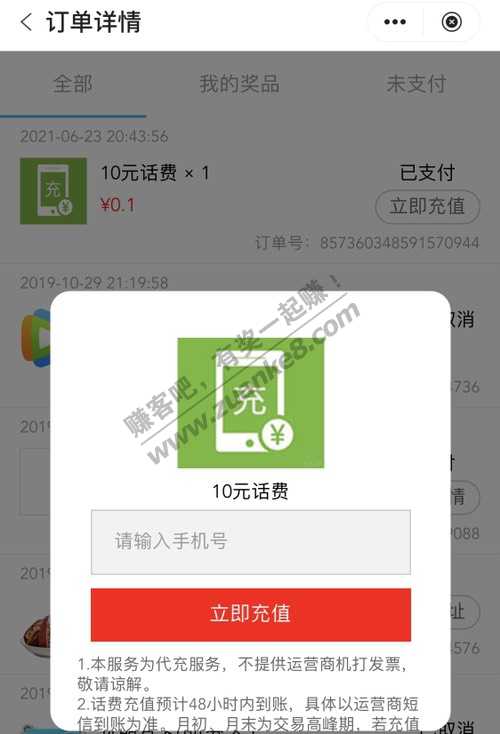 订单详情
全部
我的奖品
未支付
2021-06-23 20:43:56
充
¥
10元话费 × 1
已支付
¥0.1
立即充值
订单号：857360348591570944
2019-10-29 21:19:58
取消
4736
2019
情
9088
2019
址
4576
2019
取消
赚客吧，有奖一起赚！
www.zuanke8.com
充
¥
10元话费
请输入手机号
立即充值
1.本服务为代充服务，不提供运营商机打发票，
敬请谅解。
2.话费充值预计48小时内到账，具体以运营商短
信到账为准。月初、月末为交易高峰期，若充值